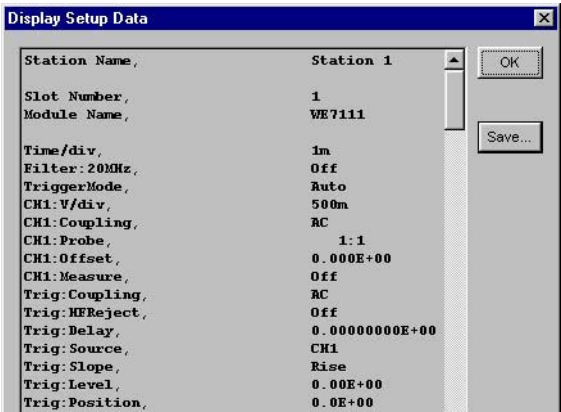 Display Setup Data
Station Name, Station 1
OK
Slot Number, 1
Module Name, WE7111
Save...
Time/div, 1m
Filter:20MHz, Off
TriggerMode, Auto
CH1:V/div, 500m
CH1:Coupling, AC
CH1:Probe, 1:1
CH1:Offset, 0.000E+00
CH1:Measure, Off
Trig:Coupling, AC
Trig:HFReject, Off
Trig:Delay, 0.00000000E+00
Trig:Source, CH1
Trig:Slope, Rise
Trig:Level, 0.00E+00
Trig:Position, 0.0E+00